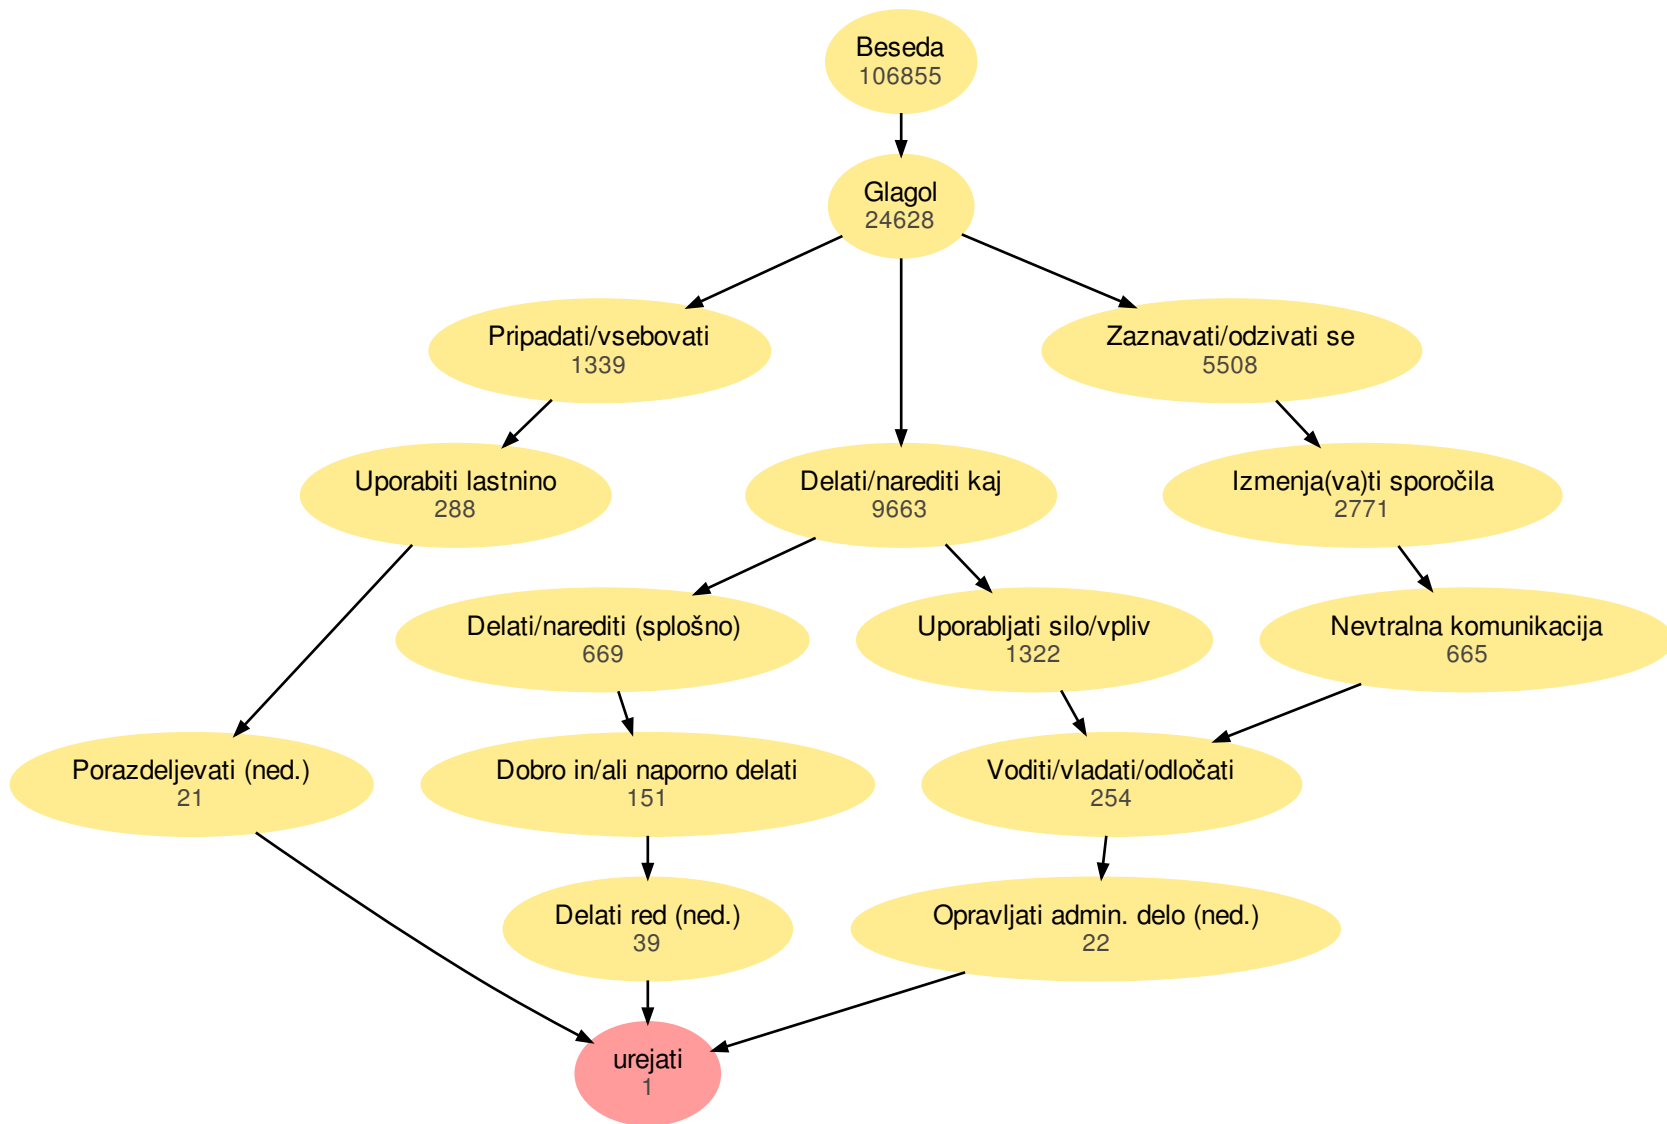 Beseda
106855
Glagol
24628
Pripadati/vsebovati
1339
Zaznavati/odzivati se
5508
Uporabiti lastnino
288
Delati/narediti kaj
9663
Izmenja(va)ti sporočila
2771
Delati/narediti (splošno)
669
Uporabljati silo/vpliv
1322
Nevtralna komunikacija
665
Porazdeljevati (ned.)
21
Dobro in/ali naporno delati
151
Voditi/vladati/odločati
254
Delati red (ned.)
39
Opravljati admin. delo (ned.)
22
urejati
1